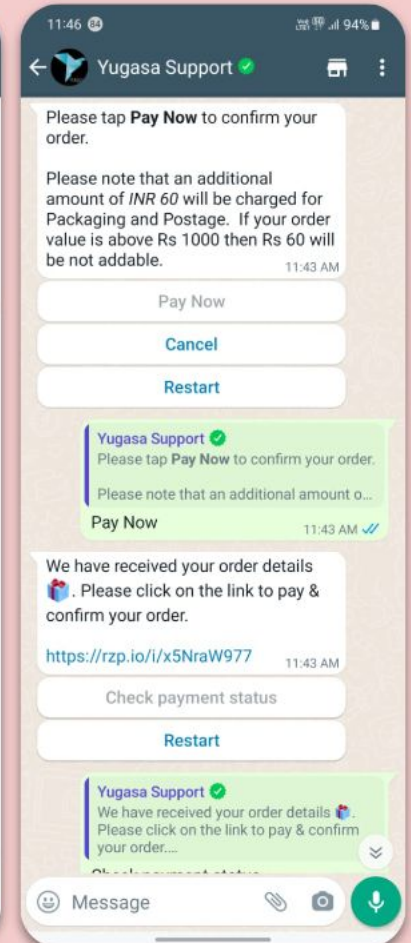 11:46 84
94%
Yugasa Support
Please tap Pay Now to confirm your
order.
Please note that an additional
amount of INR 60 will be charged for
Packaging and Postage. If your order
value is above Rs 1000 then Rs 60 will
be not addable.
11:43 AM
Pay Now
Cancel
Restart
Yugasa Support
Please tap Pay Now to confirm your order.
Please note that an additional amount o...
Pay Now
11:43 AM
We have received your order details
🎁. Please click on the link to pay &
confirm your order.
https://rzp.io/i/x5NraW977
11:43 AM
Check payment status
Restart
Yugasa Support
We have received your order details 🎁.
Please click on the link to pay & confirm
your order....
Check payment status
Message